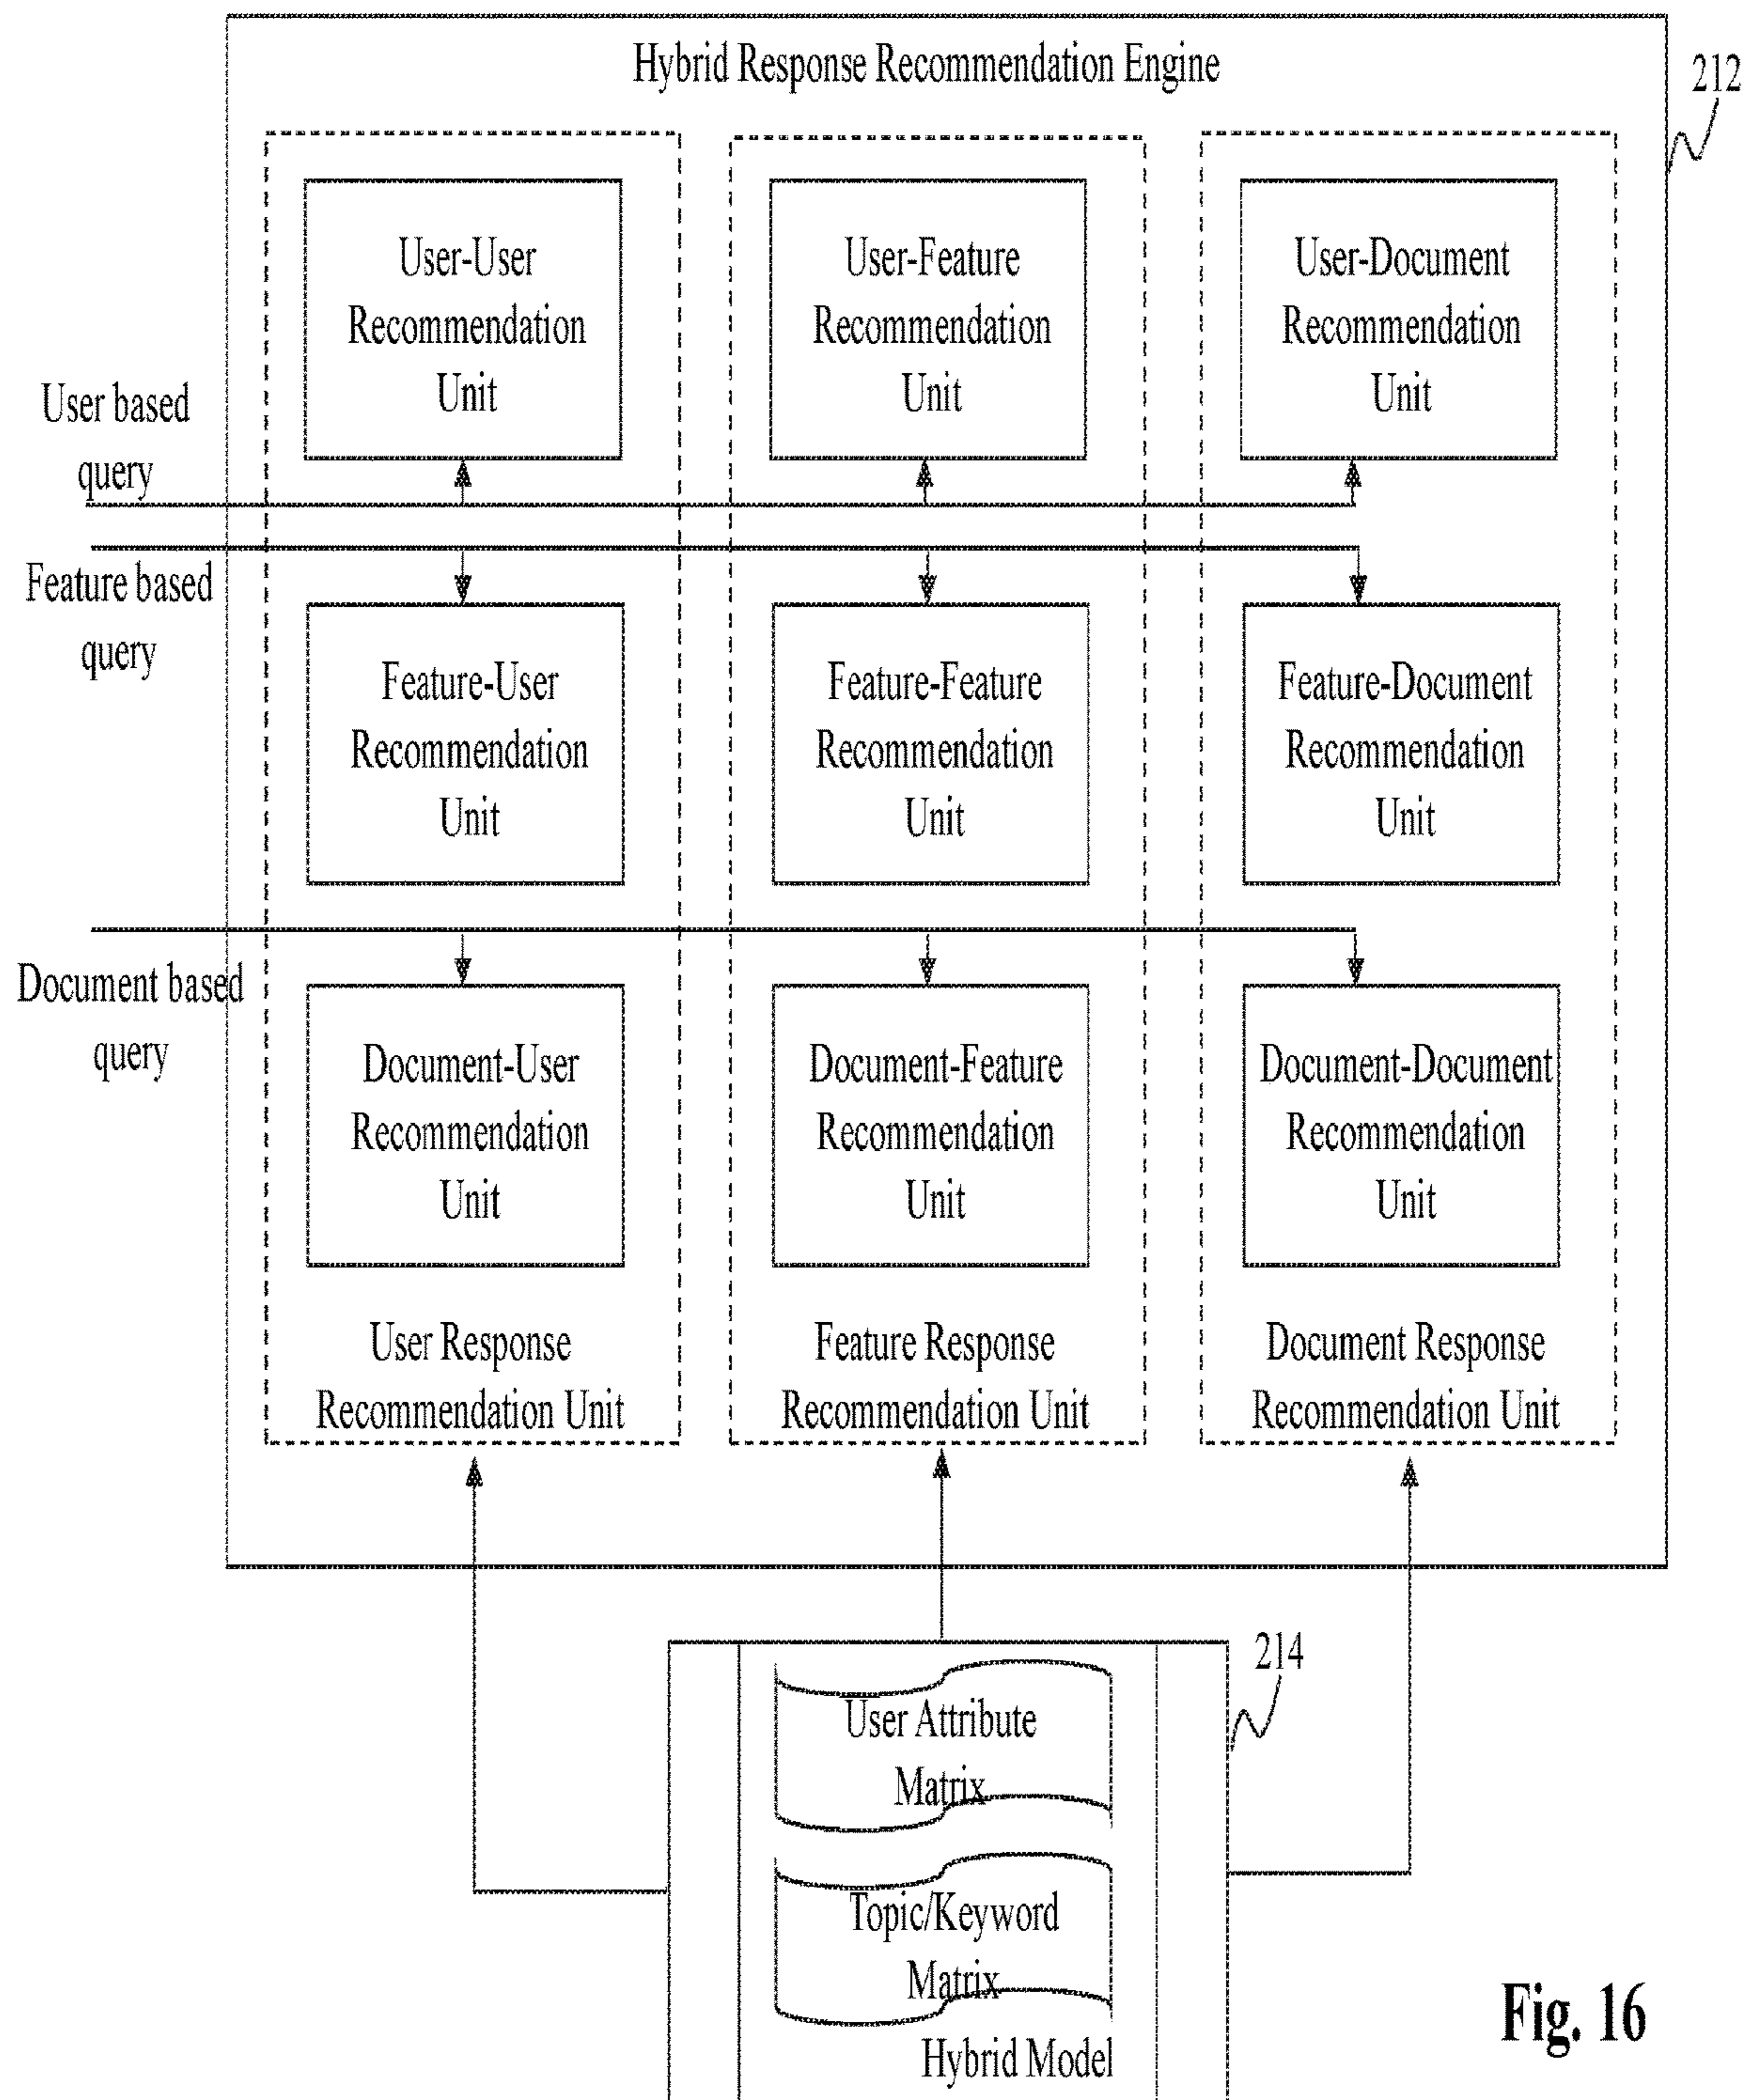 Hybrid Response Recommendation Engine
212
User-User
Recommendation
Unit
User-Feature
Recommendation
Unit
User-Document
Recommendation
Unit
User based
query
Feature based
query
Feature-User
Recommendation
Unit
Feature-Feature
Recommendation
Unit
Feature-Document
Recommendation
Unit
Document based
query
Document-User
Recommendation
Unit
Document-Feature
Recommendation
Unit
Document-Document
Recommendation
Unit
User Response
Recommendation Unit
Feature Response
Recommendation Unit
Document Response
Recommendation Unit
214
User Attribute
Matrix
Topic/Keyword
Matrix
Hybrid Model
Fig. 16